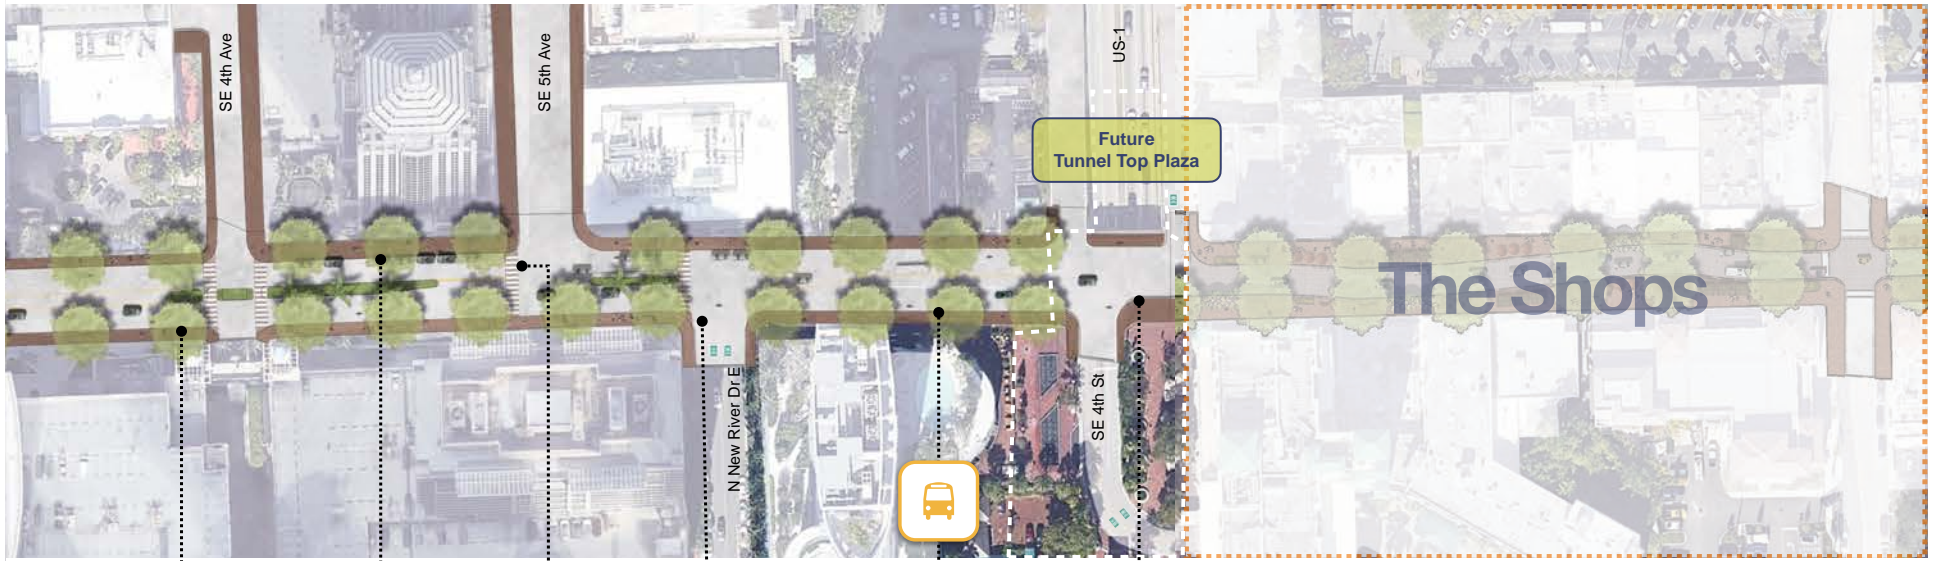 SE 4th Ave
SE 5th Ave
US-1
Future
Tunnel Top Plaza
The Shops
N New River Dr E
SE 4th St